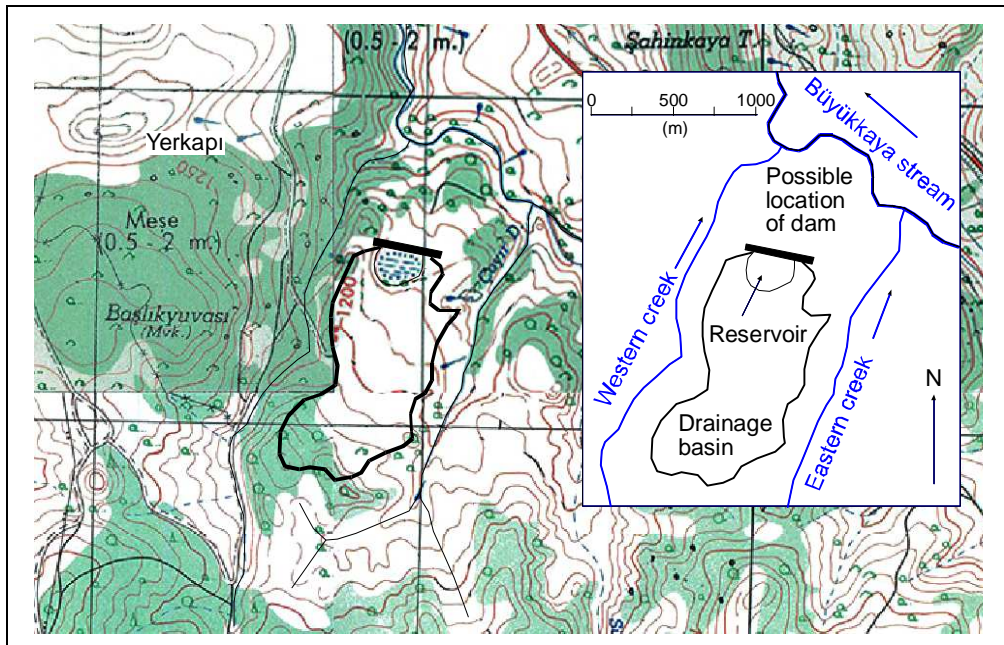 (0.5 - 2 m.)
Şahinkaya T.
Yerkapı
1250
Meşe
(0.5 - 2 m.)
Başlıkyuvası
(Mvk.)
1200
0 500 1000
(m)
Büyükkaya stream
Possible
location
of dam
Reservoir
Western creek
Eastern creek
Drainage
basin
N